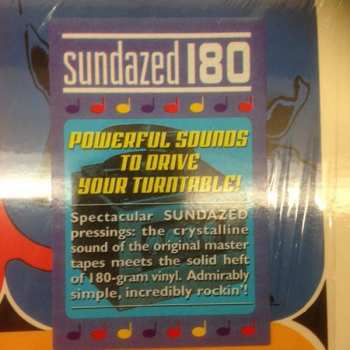 sundazed 180
POWERFUL SOUNDS
TO DRIVE
YOUR TURNTABLE!
Spectacular SUNDAZED
pressings: the crystalline
sound of the original master
tapes meets the solid heft
of 180-gram vinyl. Admirably
simple, incredibly rockin'!